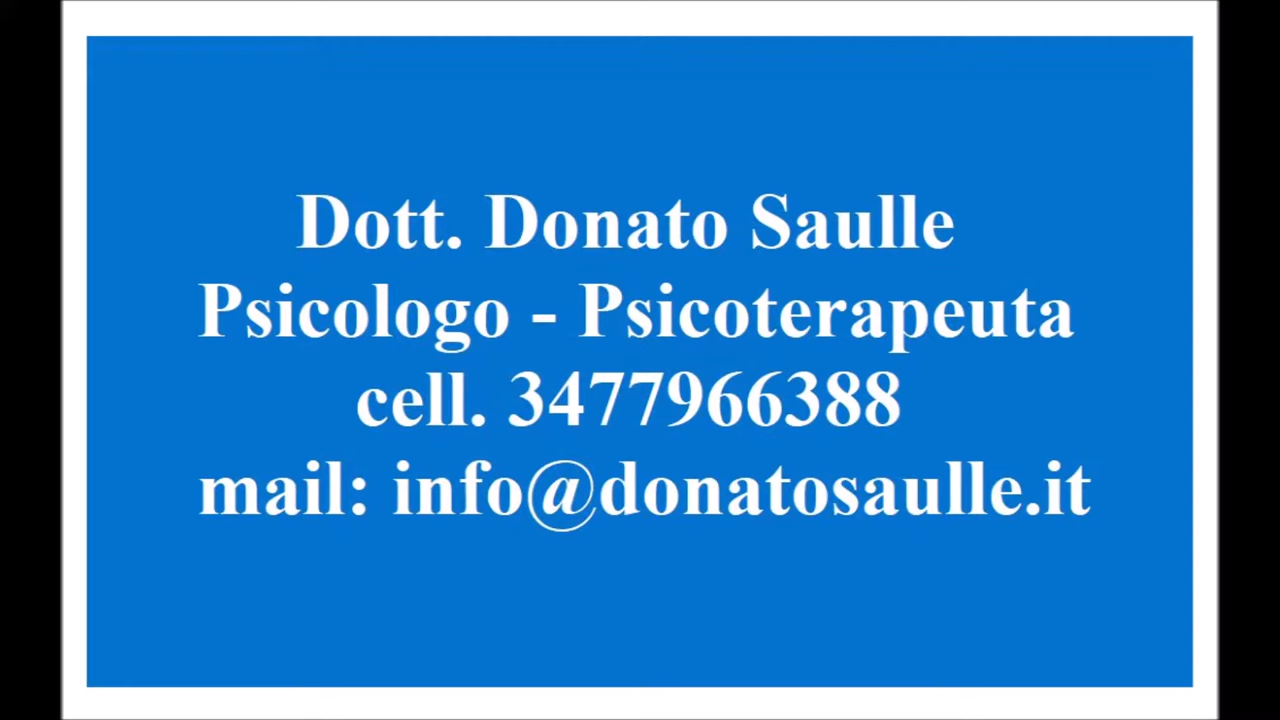 Dott. Donato Saulle
Psicologo - Psicoterapeuta
cell. 3477966388
mail: info@donatosaulle.it